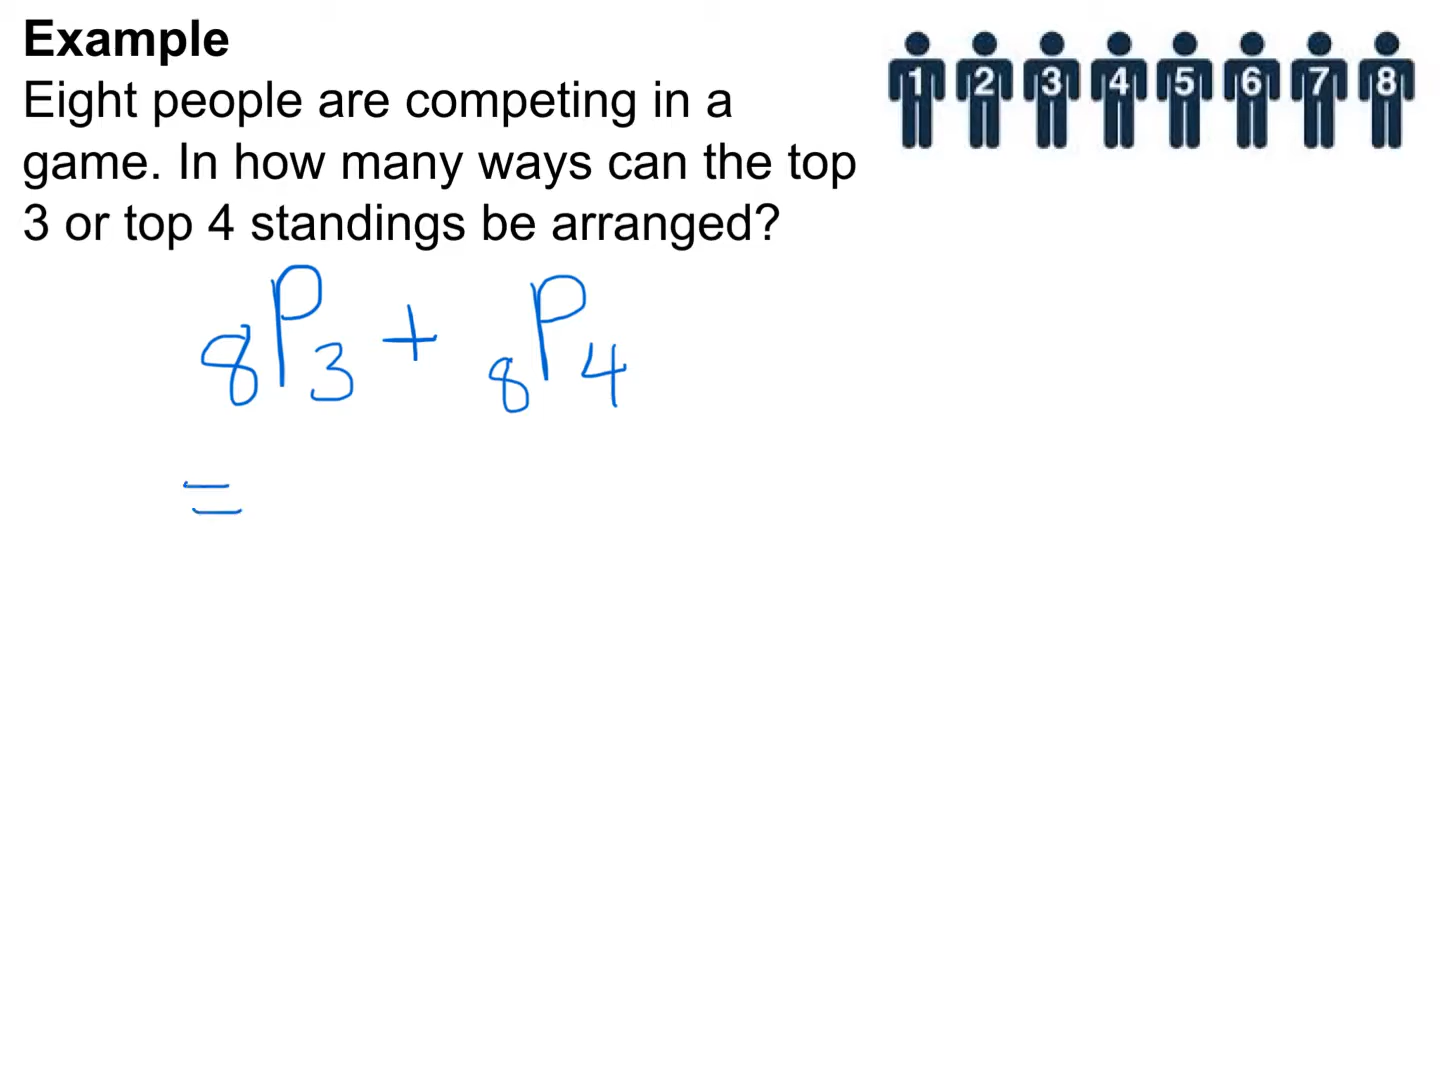 Example
1 2 3 4 5 6 7 8
Eight people are competing in a
game. In how many ways can the top
3 or top 4 standings be arranged?
8P3 + 8P4
=